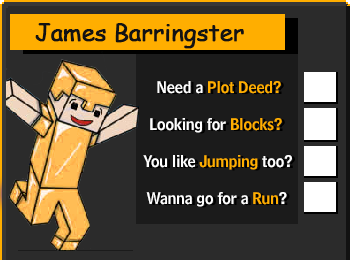 James Barringster
Need a Plot Deed?
Looking for Blocks?
You like Jumping too?
Wanna go for a Run?